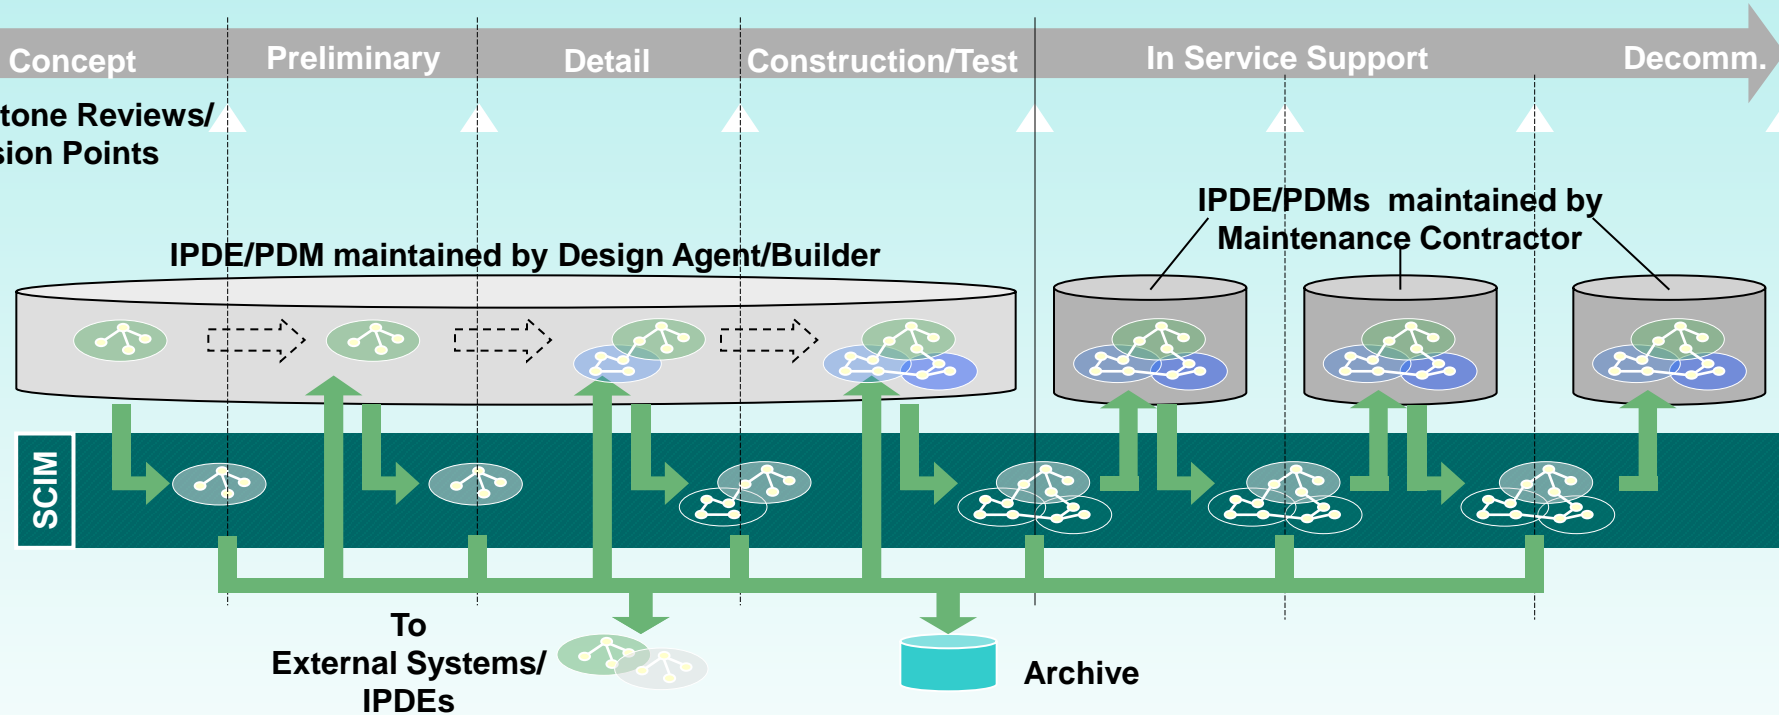 Concept
Preliminary
Detail
Construction/Test
In Service Support
Decomm.
tone Reviews/
sion Points
IPDE/PDMs maintained by
Maintenance Contractor
IPDE/PDM maintained by Design Agent/Builder
SCIM
To
External Systems/
IPDEs
Archive